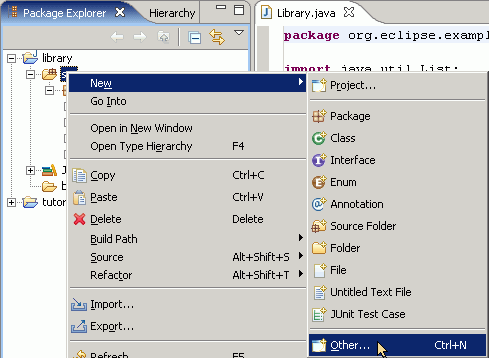 Package Explorer
Hierarchy
Library.java
library
package org.eclipse.exampl
import java.util.List;
New
Go Into
Open in New Window
Open Type Hierarchy F4
Copy Ctrl+C
Paste Ctrl+V
Delete Delete
Build Path
Source Alt+Shift+S
Refactor Alt+Shift+T
Import...
Export...
Refresh F5
tutor
Project...
Package
Class
Interface
Enum
Annotation
Source Folder
Folder
File
Untitled Text File
JUnit Test Case
Other... Ctrl+N